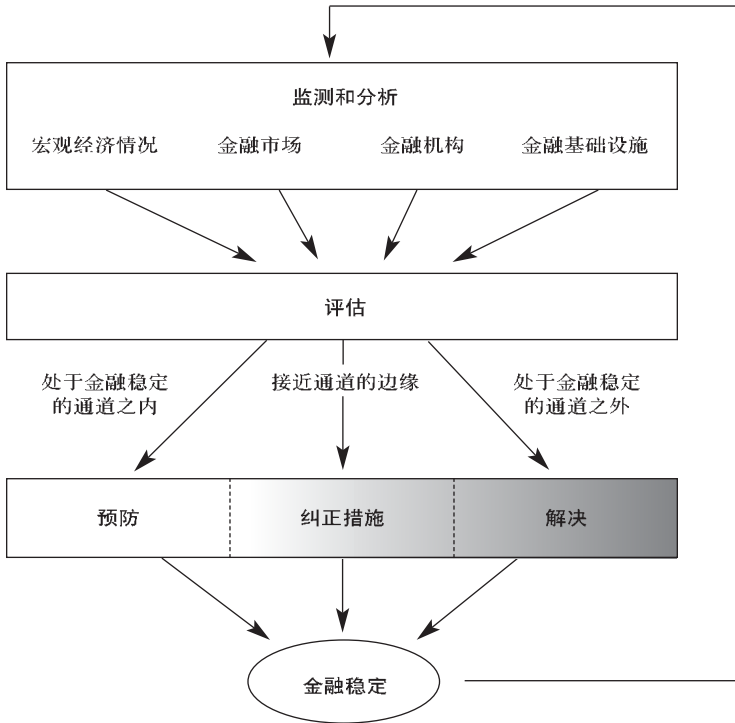 监测和分析
宏观经济情况 金融市场 金融机构 金融基础设施
评估
处于金融稳定
的通道之内
接近通道的边缘
处于金融稳定
的通道之外
预防 纠正措施 解决
金融稳定